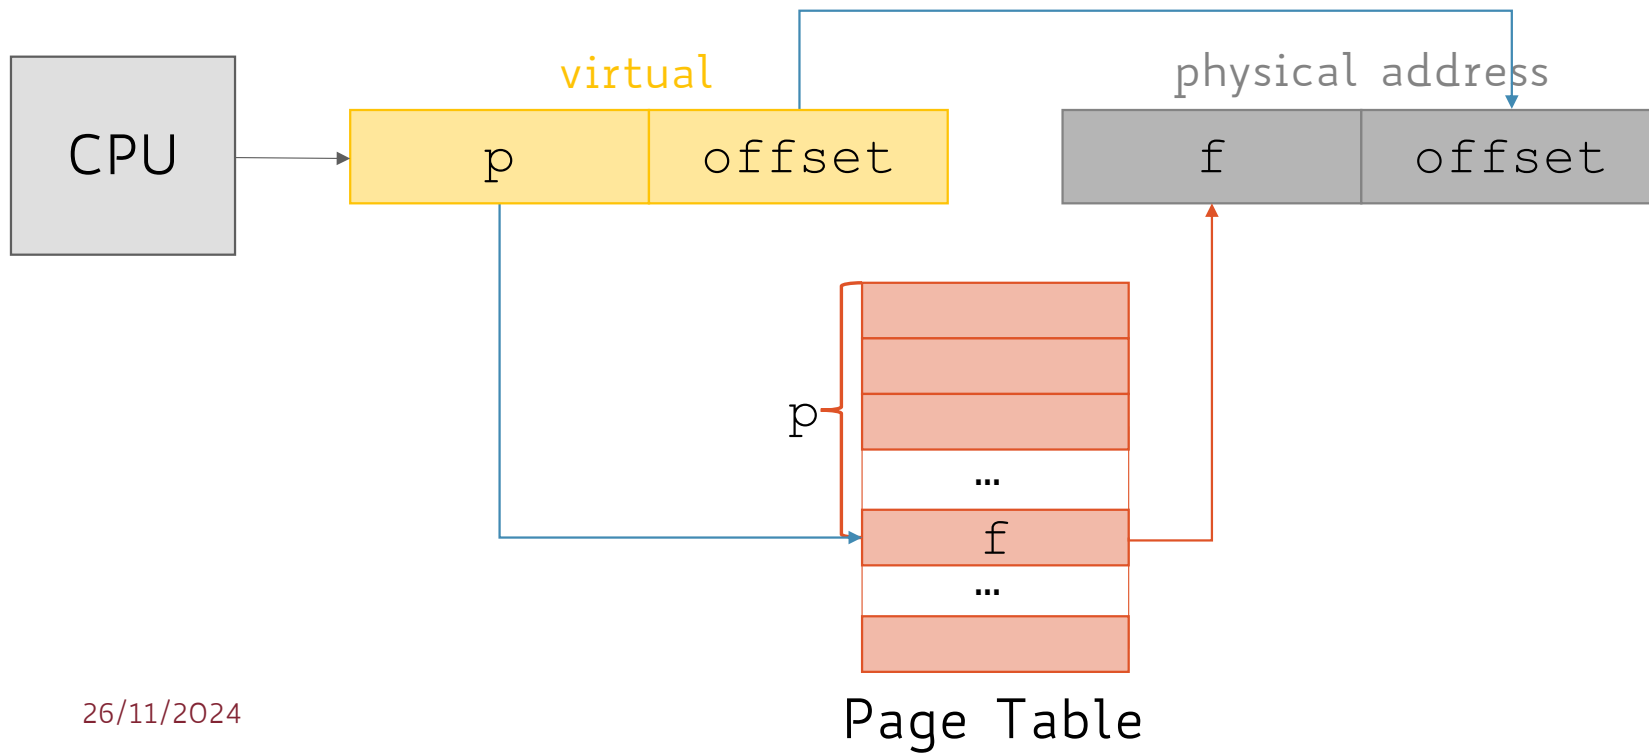 virtual
physical address
CPU
p
offset
f
offset
p
…
f
…
Page Table
26/11/2024